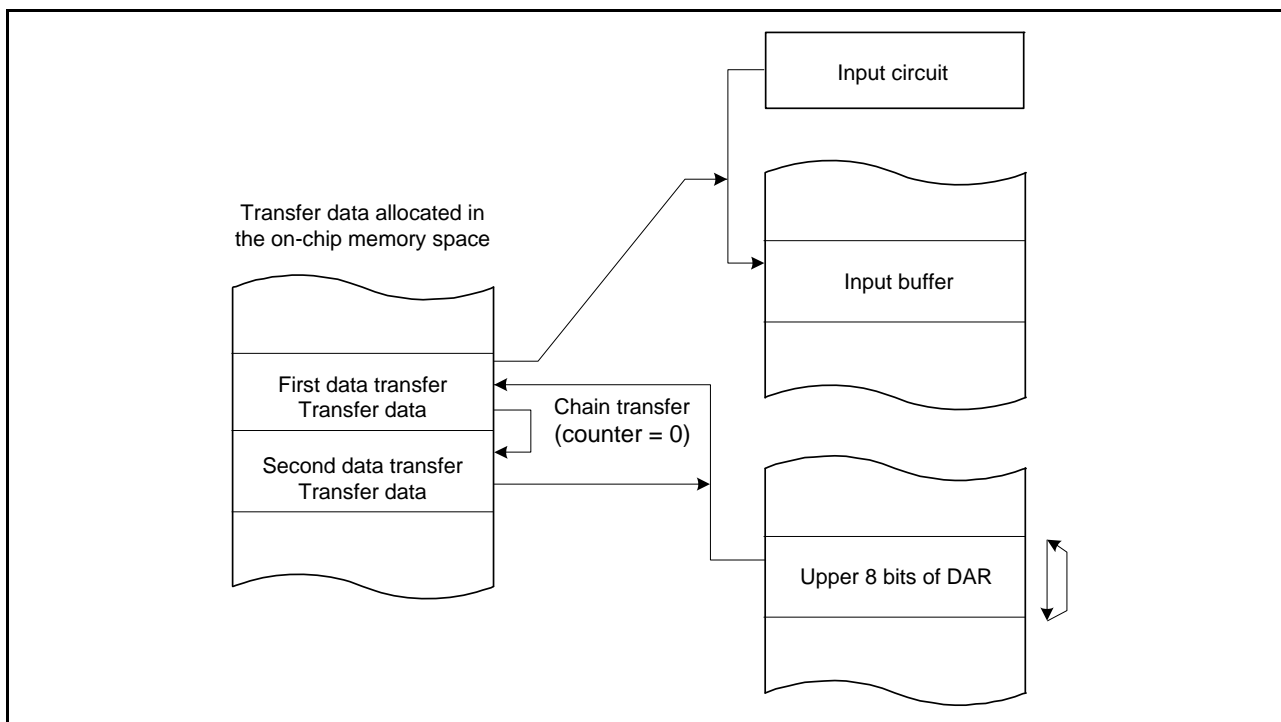 Input circuit
Transfer data allocated in
the on-chip memory space
Input buffer
First data transfer
Transfer data
Chain transfer
(counter = 0)
Second data transfer
Transfer data
Upper 8 bits of DAR